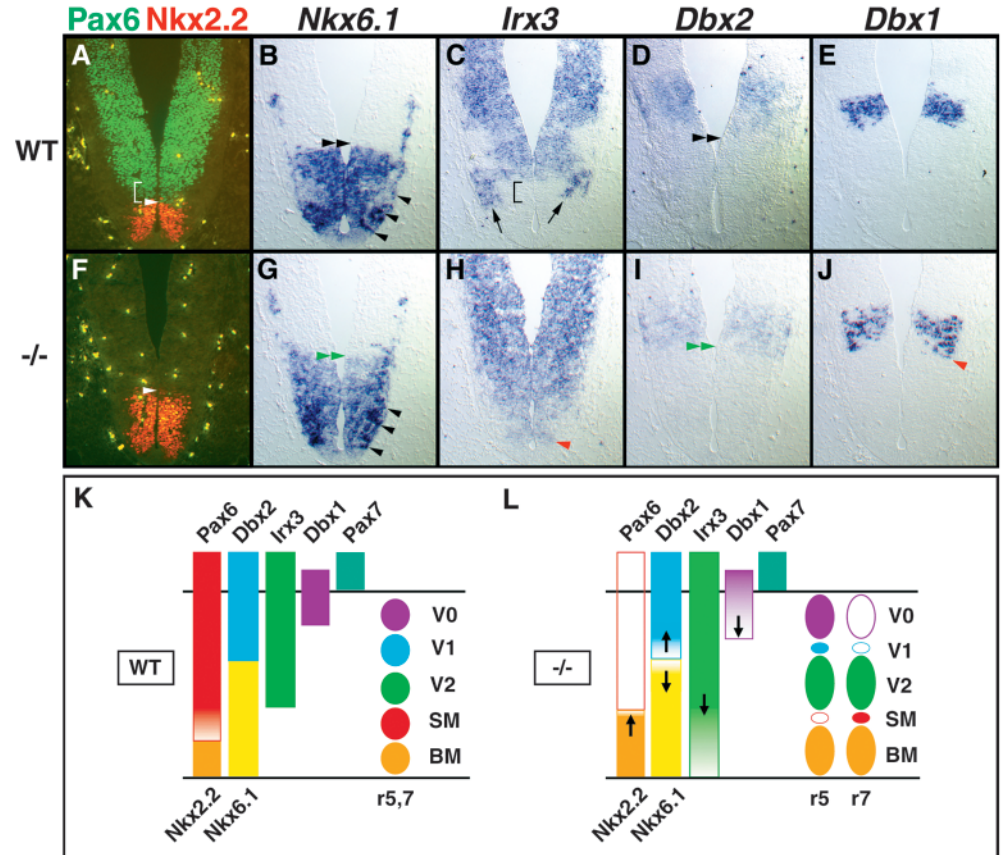 Pax6 Nkx2.2 Nkx6.1 Irx3 Dbx2 Dbx1
WT A B C D E
-/- F G H I J
K
Pax6 Dbx2 Irx3 Dbx1 Pax7
WT
V0
V1
V2
SM
BM
Nkx2.2 Nkx6.1 r5,7
L
Pax6 Dbx2 Irx3 Dbx1 Pax7
-/-
V0
V1
V2
SM
BM
Nkx2.2 Nkx6.1 r5 r7